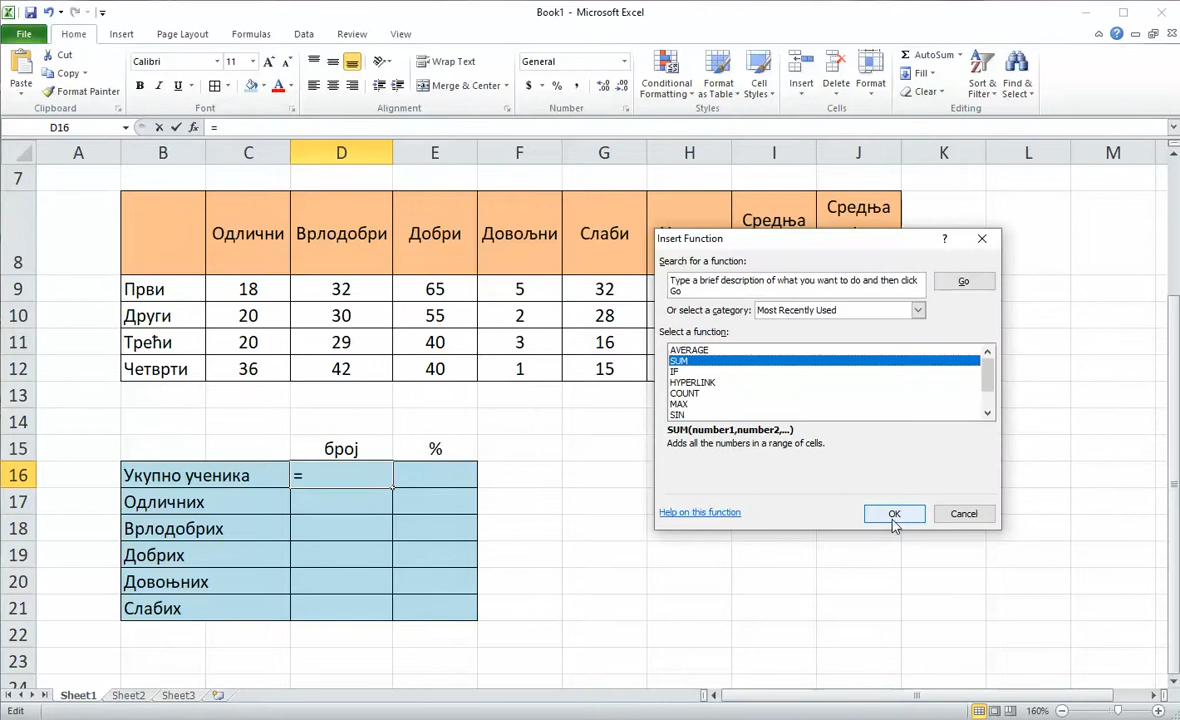 Book1 - Microsoft Excel
File Home Insert Page Layout Formulas Data Review View
Cut
Copy
Format Painter
Paste
Clipboard
Calibri 11
B I U
Font
Wrap Text
Merge & Center
Alignment
General
$ % ,
Number
Conditional Formatting
Format as Table
Cell Styles
Styles
Insert Delete Format
Cells
AutoSum
Fill
Clear
Sort & Filter
Find & Select
Editing
D16 fx =
A B C D E F G H I J K L M
7
8 Одлични Врлодобри Добри Довољни Слаби Средња Средња
9 Први 18 32 65 5 32
10 Други 20 30 55 2 28
11 Трећи 20 29 40 3 16
12 Четврти 36 42 40 1 15
13
14
15 број %
16 Укупно ученика =
17 Одличних
18 Врлодобрих
19 Добрих
20 Довоњних
21 Слабих
22
23
24
Insert Function ?
Search for a function:
Type a brief description of what you want to do and then click
Go
Go
Or select a category: Most Recently Used
Select a function:
AVERAGE
SUM
IF
HYPERLINK
COUNT
MAX
SIN
SUM(number1,number2,...)
Adds all the numbers in a range of cells.
Help on this function OK Cancel
Sheet1 Sheet2 Sheet3
Edit 160%